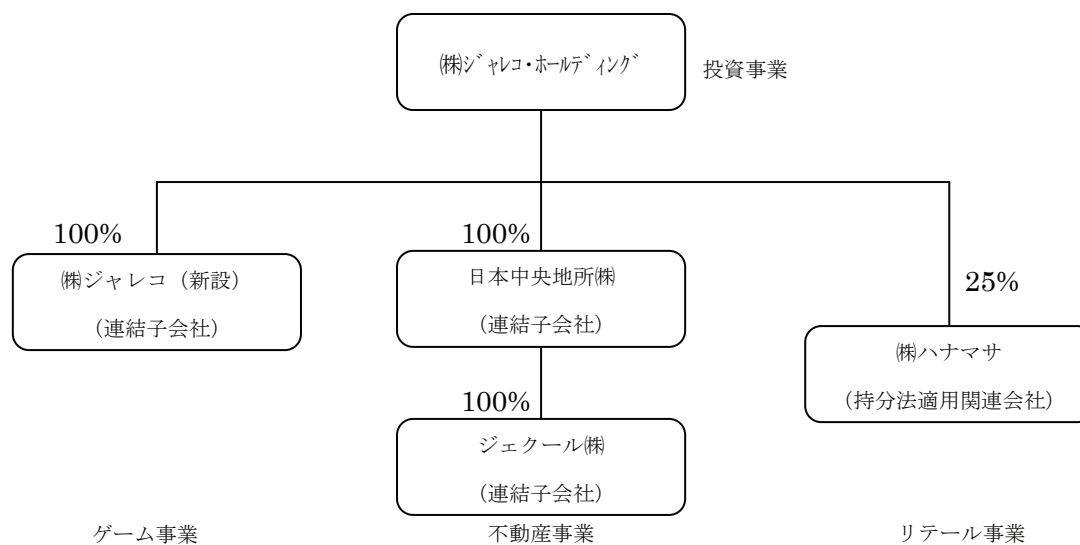 ㈱ｼﾞｬﾚｺ・ﾎｰﾙﾃﾞｨﾝｸﾞ
投資事業
100%
100%
㈱ジャレコ（新設）
（連結子会社）
日本中央地所㈱
（連結子会社）
25%
㈱ハナマサ
（持分法適用関連会社）
100%
ジェクール㈱
（連結子会社）
ゲーム事業
不動産事業
リテール事業